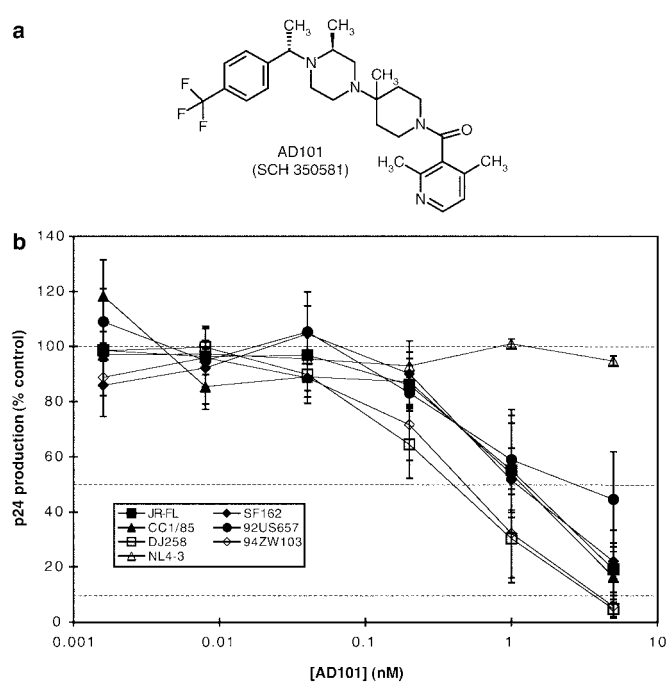 a
CH₃
CH₃
N
N
CH₃
N
O
F
F
F
H₃C
CH₃
N
AD101
(SCH 350581)
b
p24 production (% control)
140
120
100
80
60
40
20
0
JR-FL
SF162
CC1/85
92US657
DJ258
94ZW103
NL4-3
0.001
0.01
0.1
1
10
[AD101] (nM)